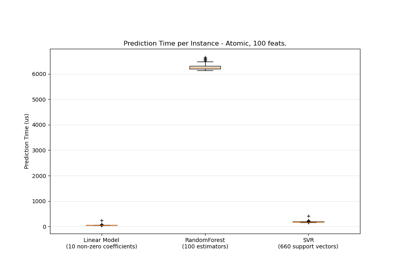 Prediction Time per Instance - Atomic, 100 feats.
6000
5000
4000
3000
2000
1000
0
Prediction Time (us)
Linear Model
(10 non-zero coefficients)
RandomForest
(100 estimators)
SVR
(660 support vectors)